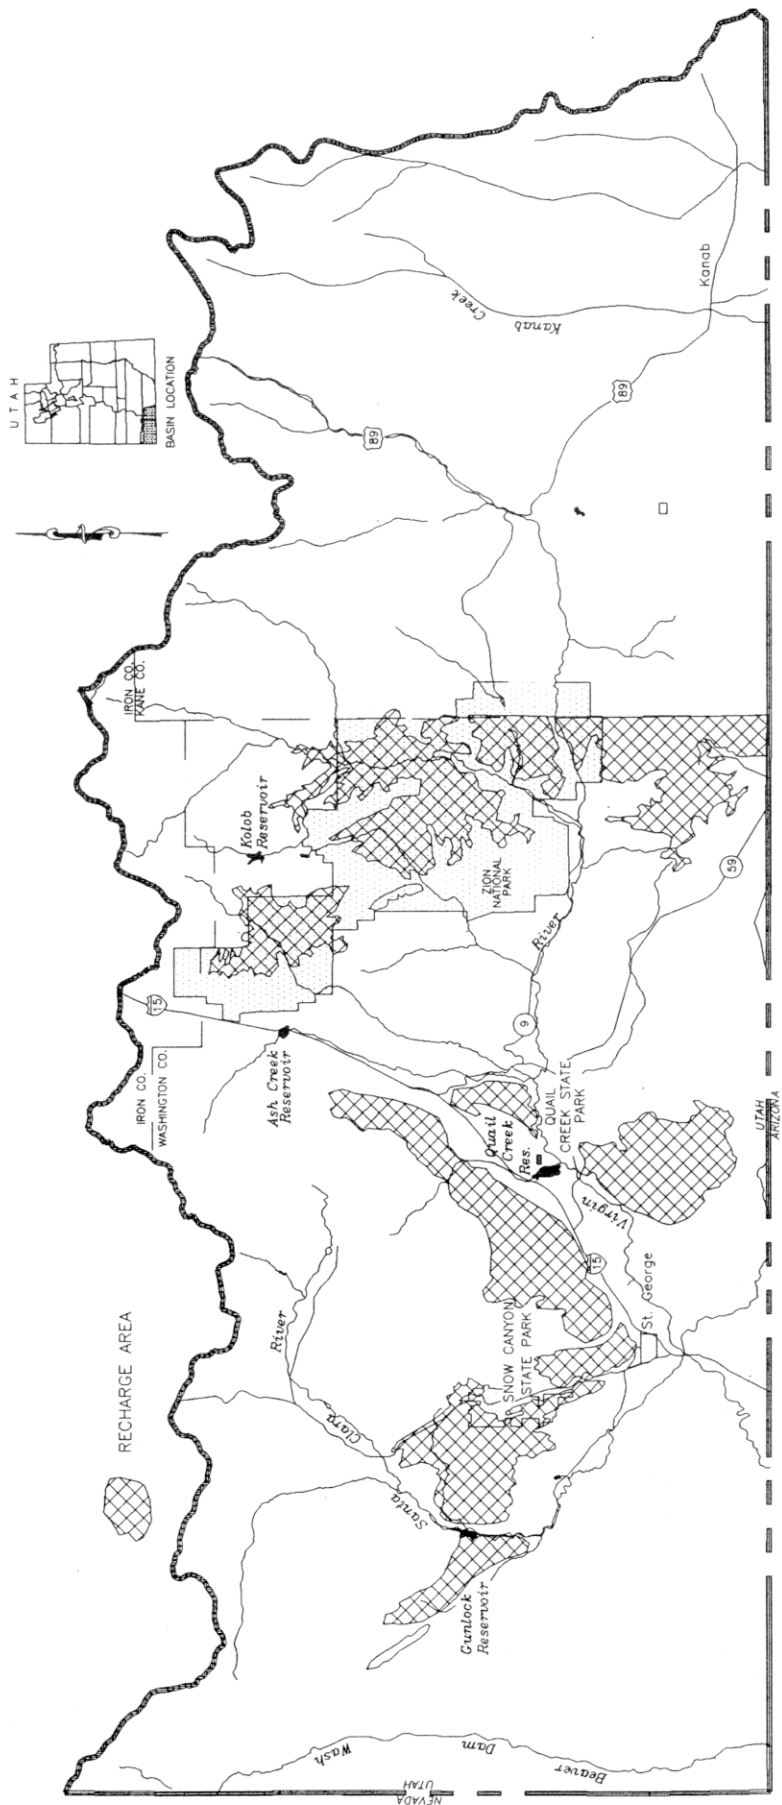 UTAH
BASIN LOCATION
RECHARGE AREA
IRON CO.
KANE CO.
IRON CO.
WASHINGTON CO.
15
89
89
Kanab
Creek
Kanab
Kolob
Reservoir
ZION
NATIONAL
PARK
59
River
9
Ash Creek
Reservoir
Quail
Creek
Res.
QUAIL
CREEK STATE
PARK
Virgin
15
St. George
SNOW CANYON
STATE PARK
River
Clara
Santa
Gunlock
Reservoir
Wash
Dam
Beaver
NEVADA
UTAH
UTAH
ARIZONA